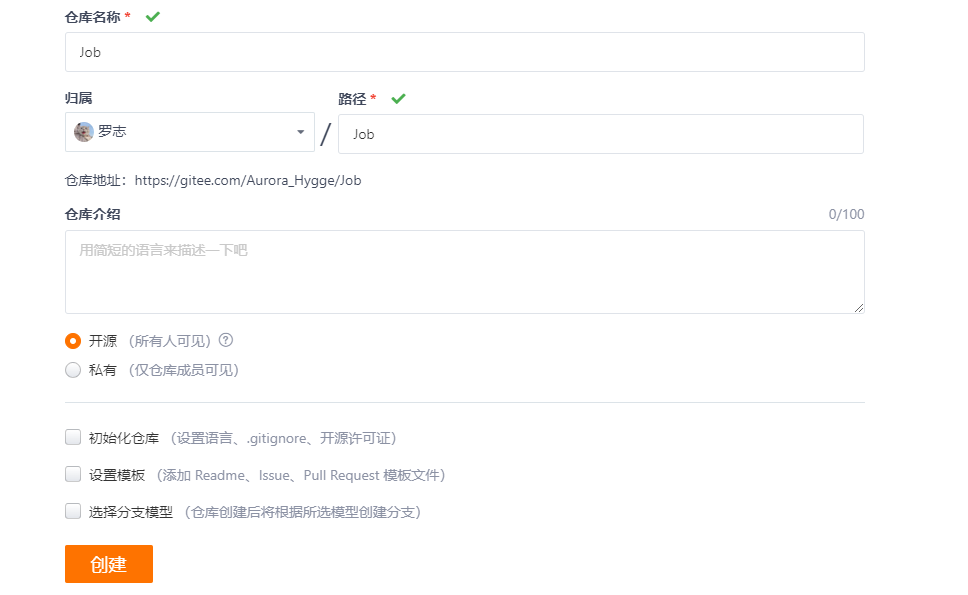 仓库名称 *
Job
归属 路径 *
罗志 / Job
仓库地址：https://gitee.com/Aurora_Hygge/Job
仓库介绍 0/100
用简短的语言来描述一下吧
开源 （所有人可见）?
私有 （仅仓库成员可见）
初始化仓库 （设置语言、.gitignore、开源许可证）
设置模板 （添加 Readme、Issue、Pull Request 模板文件）
选择分支模型 （仓库创建后将根据所选模型创建分支）
创建